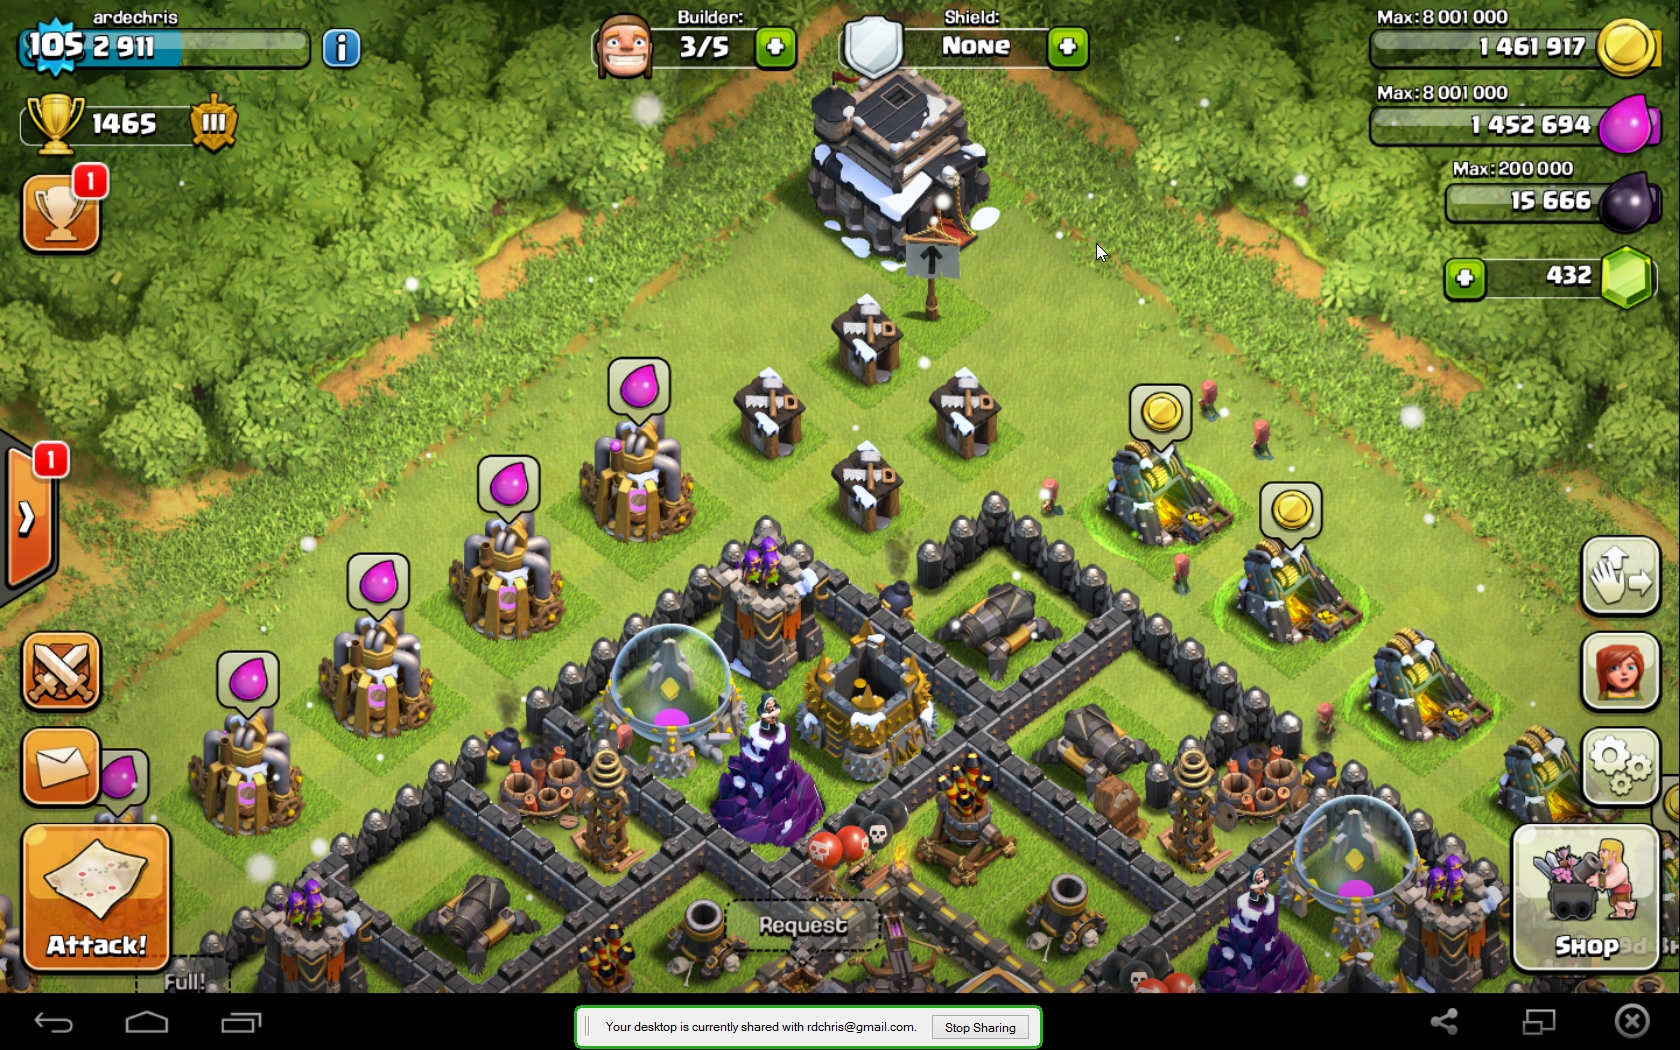 ardechris
105 2 911
i
Builder:
3/5
Shield:
None
Max: 8 001 000
1 461 917
Max: 8 001 000
1 452 694
Max: 200 000
15 666
432
1465
III
1
1
Attack!
Full!
Request
Shop
Your desktop is currently shared with rdchris@gmail.com.
Stop Sharing